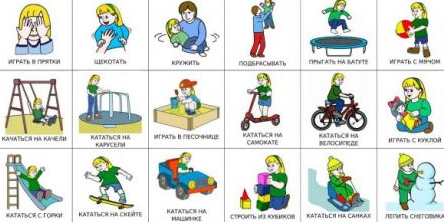 ИГРАТЬ В ПРЯТКИ
ЩЕКОТАТЬ
КРУЖИТЬ
ПОДБРАСЫВАТЬ
ПРЫГАТЬ НА БАТУТЕ
ИГРАТЬ С МЯЧОМ
КАЧАТЬСЯ НА КАЧЕЛИ
КАТАТЬСЯ НА
КАРУСЕЛИ
ИГРАТЬ В ПЕСОЧНИЦЕ
КАТАТЬСЯ НА
САМОКАТЕ
КАТАТЬСЯ НА
ВЕЛОСИПЕДЕ
ИГРАТЬ С КУКЛОЙ
КАТАТЬСЯ С ГОРКИ
КАТАТЬСЯ НА СКЕЙТЕ
КАТАТЬСЯ НА
МАШИНКЕ
СТРОИТЬ ИЗ КУБИКОВ
КАТАТЬСЯ НА САНКАХ
ЛЕПИТЬ СНЕГОВИКА